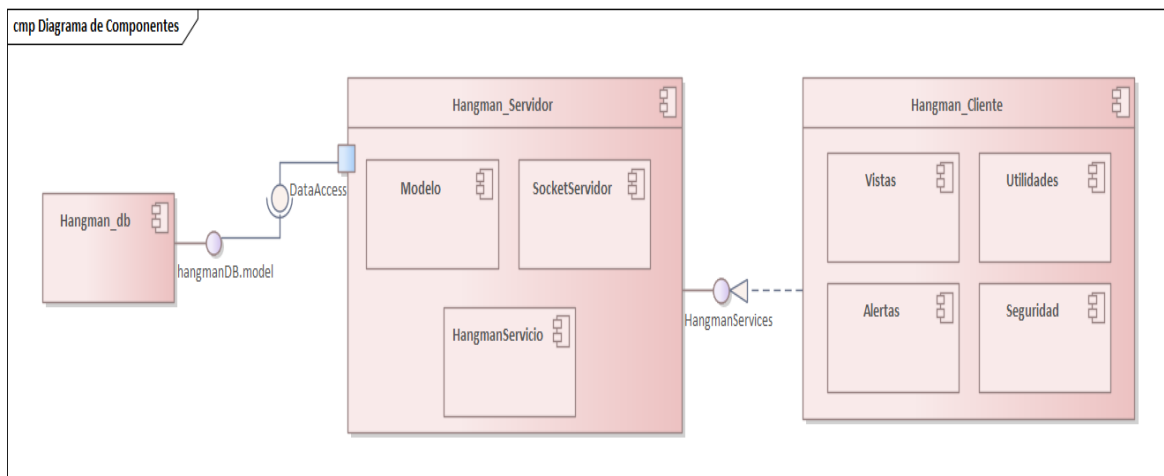 cmp Diagrama de Componentes
Hangman_Servidor
Hangman_Cliente
DataAccess
Modelo
SocketServidor
Vistas
Utilidades
Hangman_db
hangmanDB.model
HangmanServices
HangmanServicio
Alertas
Seguridad